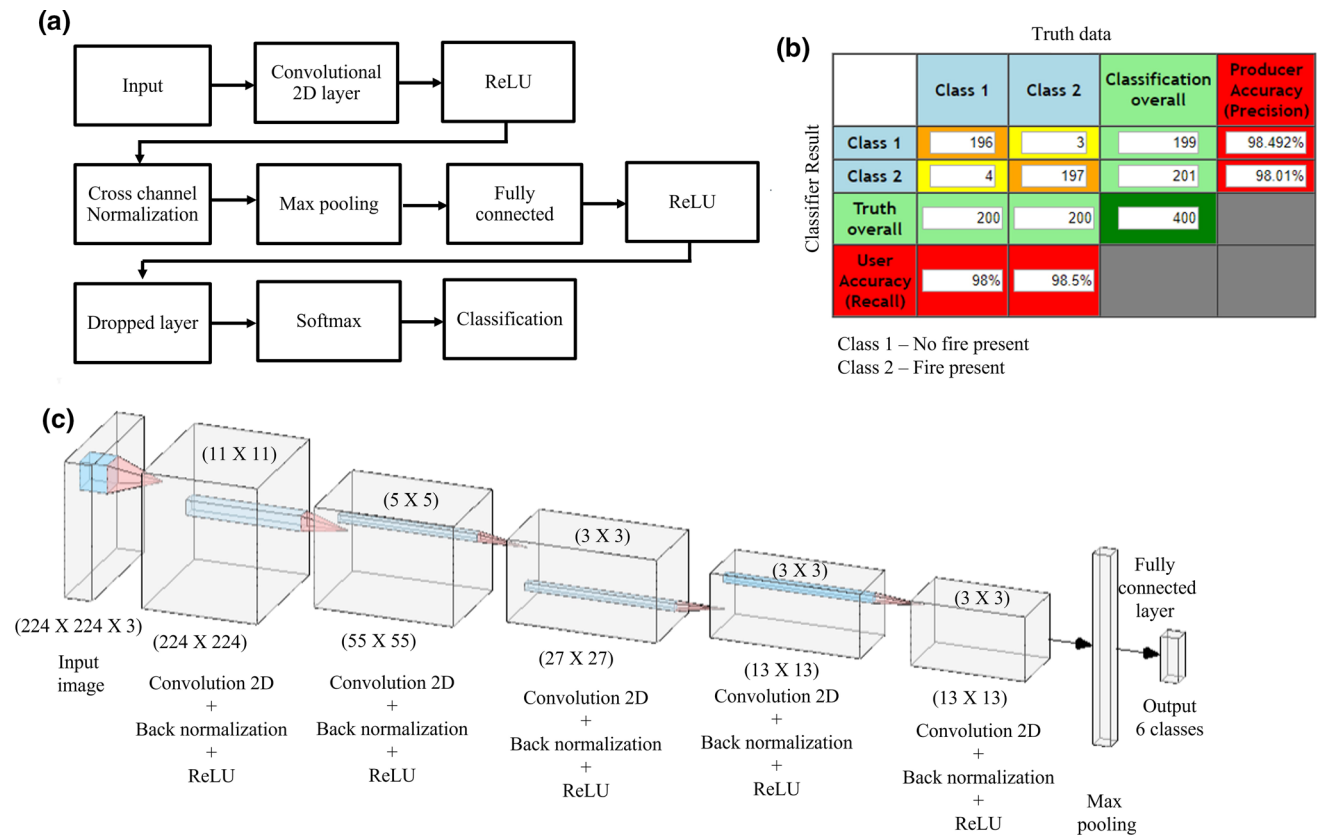 (a)
Input
Convolutional
2D layer
ReLU
Cross channel
Normalization
Max pooling
Fully
connected
ReLU
Dropped layer
Softmax
Classification
(b)
Truth data
Classifier Result
Class 1
Class 2
Classification
overall
Producer
Accuracy
(Precision)
Class 1
196
3
199
98.492%
Class 2
4
197
201
98.01%
Truth
overall
200
200
400
User
Accuracy
(Recall)
98%
98.5%
Class 1 – No fire present
Class 2 – Fire present
(c)
(11 X 11)
(5 X 5)
(3 X 3)
(3 X 3)
(3 X 3)
(224 X 224 X 3)
Input
image
(224 X 224)
Convolution 2D
+
Back normalization
+
ReLU
(55 X 55)
Convolution 2D
+
Back normalization
+
ReLU
(27 X 27)
Convolution 2D
+
Back normalization
+
ReLU
(13 X 13)
Convolution 2D
+
Back normalization
+
ReLU
(13 X 13)
Convolution 2D
+
Back normalization
+
ReLU
Max
pooling
Fully
connected
layer
Output
6 classes